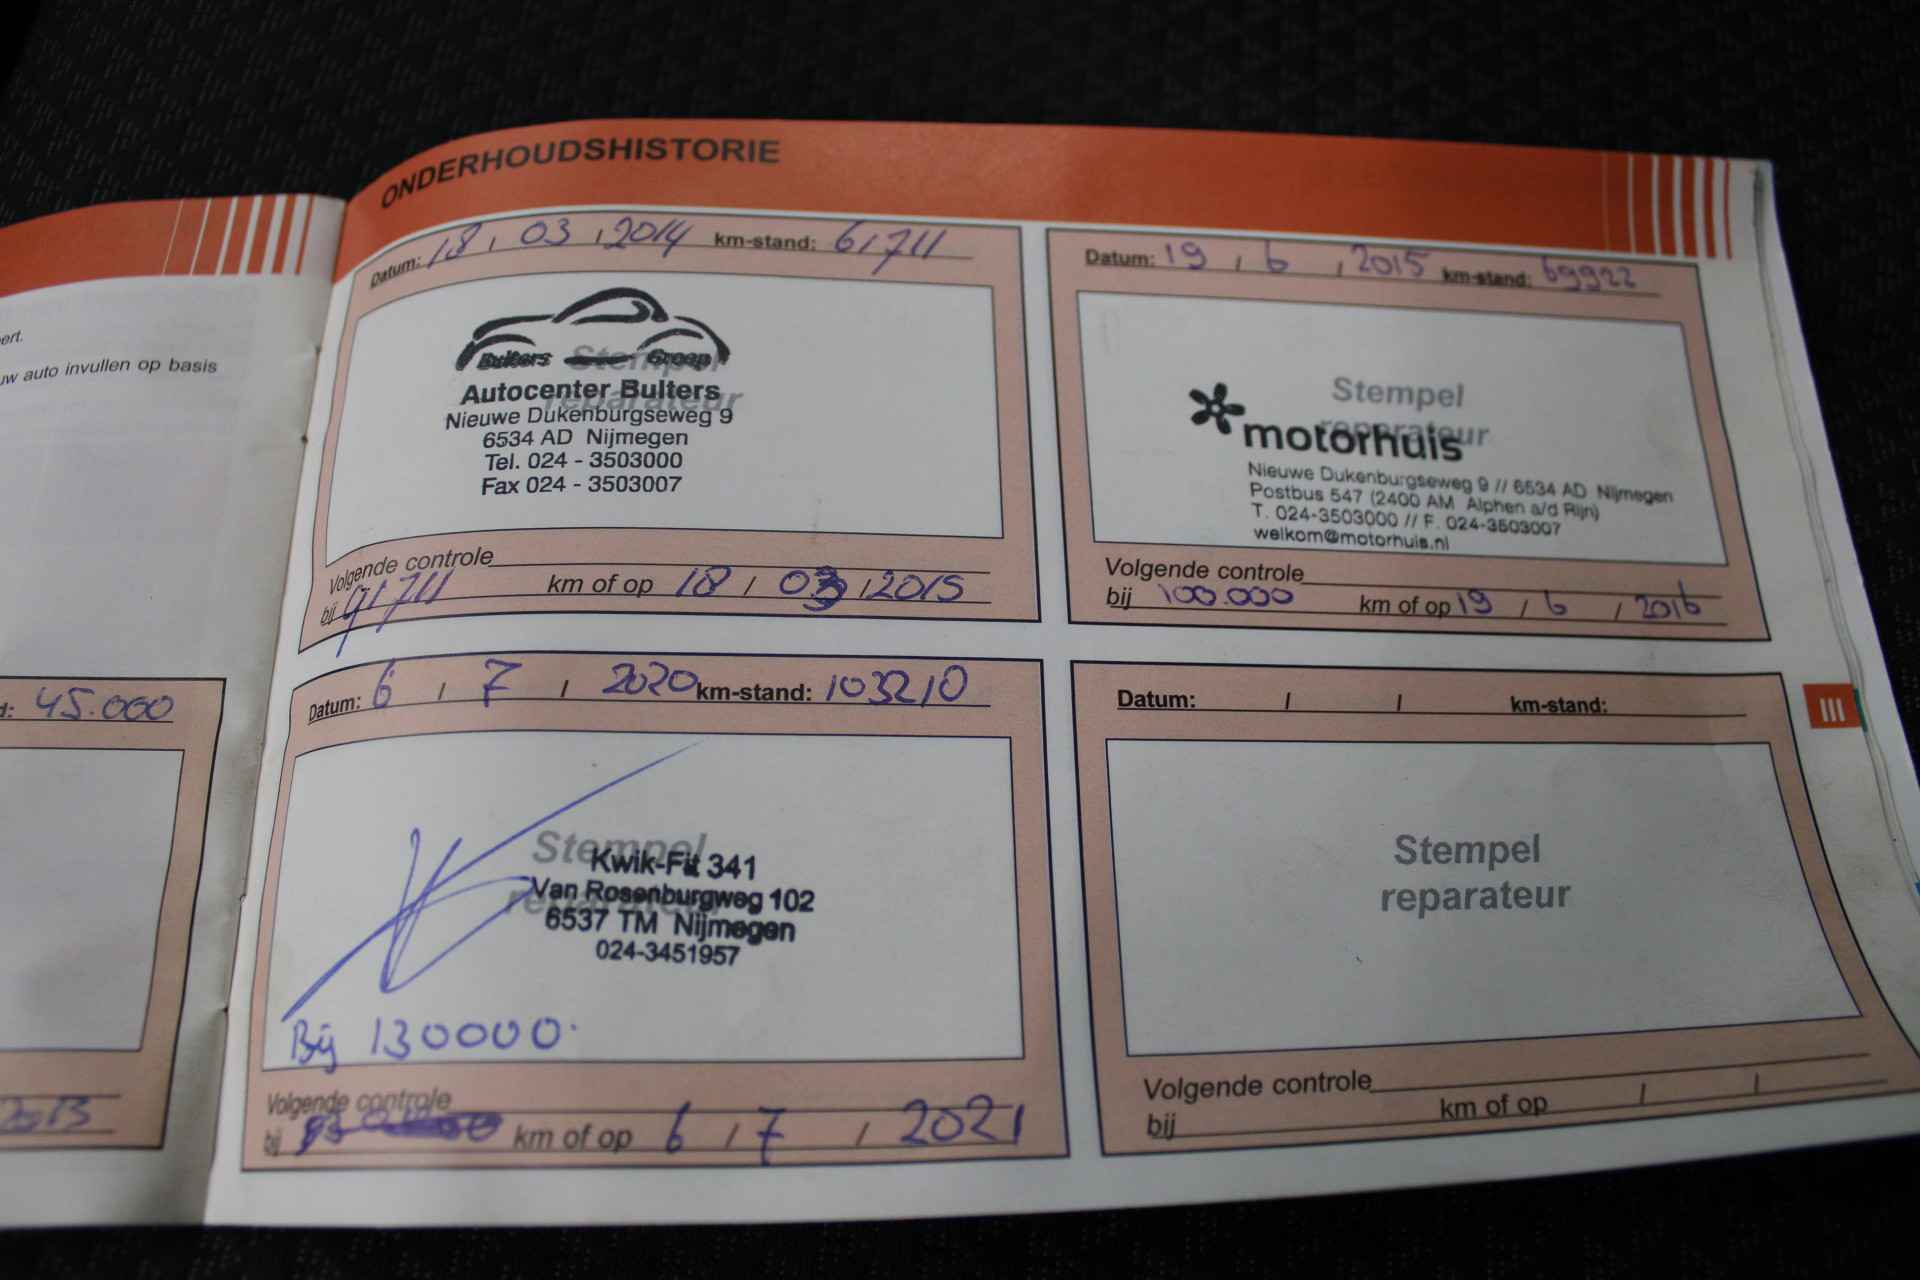 ONDERHOUDSHISTORIE
uw auto invullen op basis
45.000
2013
Datum: 18 / 03 / 2014 km-stand: 61711
Bulters Groep
Stempel
reparateur
Autocenter Bulters
Nieuwe Dukenburgseweg 9
6534 AD Nijmegen
Tel. 024 - 3503000
Fax 024 - 3503007
Volgende controle
bij 91711 km of op 18 / 03 / 2015
Datum: 19 / 6 / 2015 km-stand: 69922
Stempel
reparateur
motorhuis
Nieuwe Dukenburgseweg 9 // 6534 AD Nijmegen
Postbus 547 (2400 AM Alphen a/d Rijn)
T. 024-3503000 // F. 024-3503007
welkom@motorhuis.nl
Volgende controle
bij 100.000 km of op 19 / 6 / 2016
Datum: 6 / 7 / 2020 km-stand: 103210
Stempel
Kwik-Fit 341
Van Rosenburgweg 102
6537 TM Nijmegen
024-3451957
Bij 130000.
Volgende controle
bij km of op 6 / 7 / 2021
Datum: / / km-stand:
Stempel
reparateur
Volgende controle
bij km of op / /
III